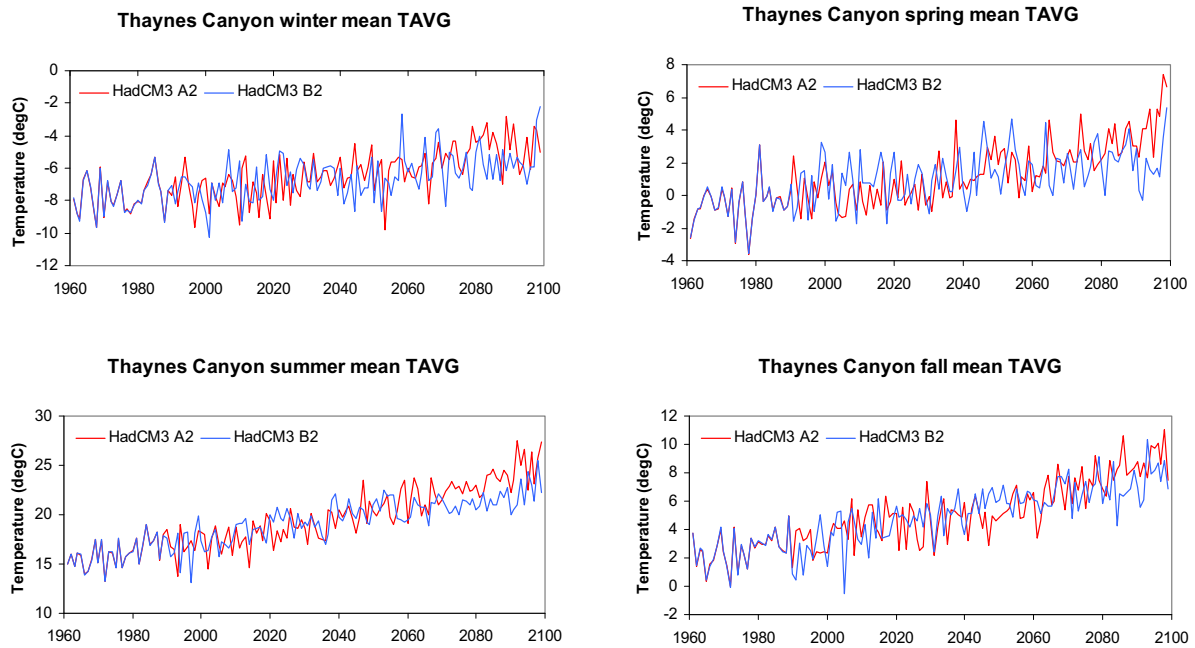 Thaynes Canyon winter mean TAVG
Temperature (degC)
0
-2
-4
-6
-8
-10
-12
HadCM3 A2 HadCM3 B2
1960 1980 2000 2020 2040 2060 2080 2100
Thaynes Canyon spring mean TAVG
Temperature (degC)
8
6
4
2
0
-2
-4
HadCM3 A2 HadCM3 B2
1960 1980 2000 2020 2040 2060 2080 2100
Thaynes Canyon summer mean TAVG
Temperature (degC)
30
25
20
15
10
HadCM3 A2 HadCM3 B2
1960 1980 2000 2020 2040 2060 2080 2100
Thaynes Canyon fall mean TAVG
Temperature (degC)
12
10
8
6
4
2
0
-2
HadCM3 A2 HadCM3 B2
1960 1980 2000 2020 2040 2060 2080 2100